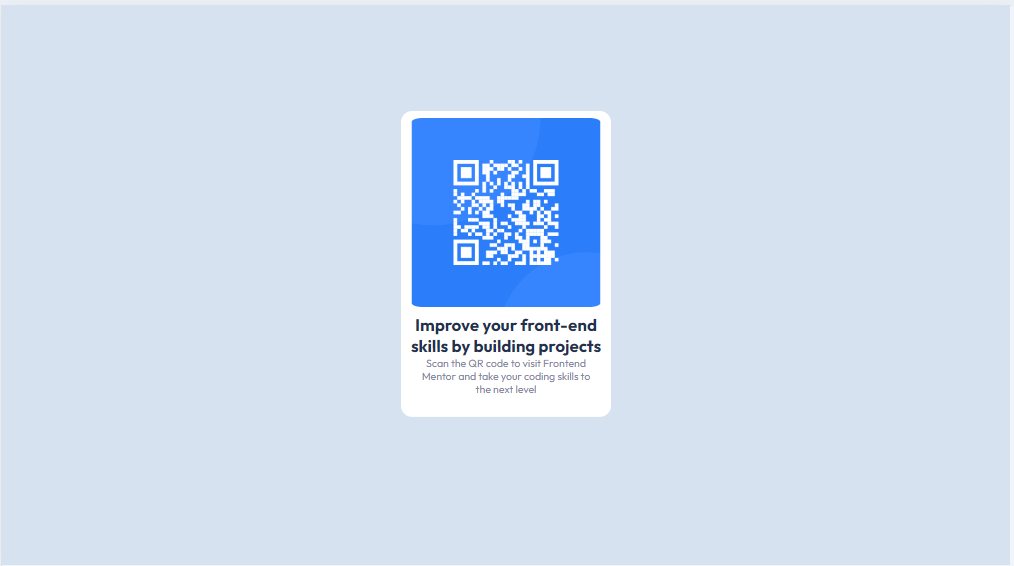 Improve your front-end
skills by building projects
Scan the QR code to visit Frontend
Mentor and take your coding skills to
the next level